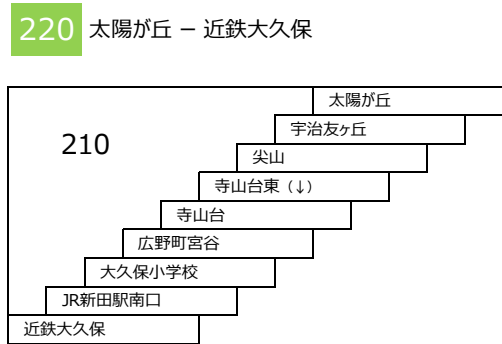 220 太陽が丘 － 近鉄大久保
太陽が丘
宇治友ヶ丘
210
尖山
寺山台東（↓）
寺山台
広野町宮谷
大久保小学校
JR新田駅南口
近鉄大久保